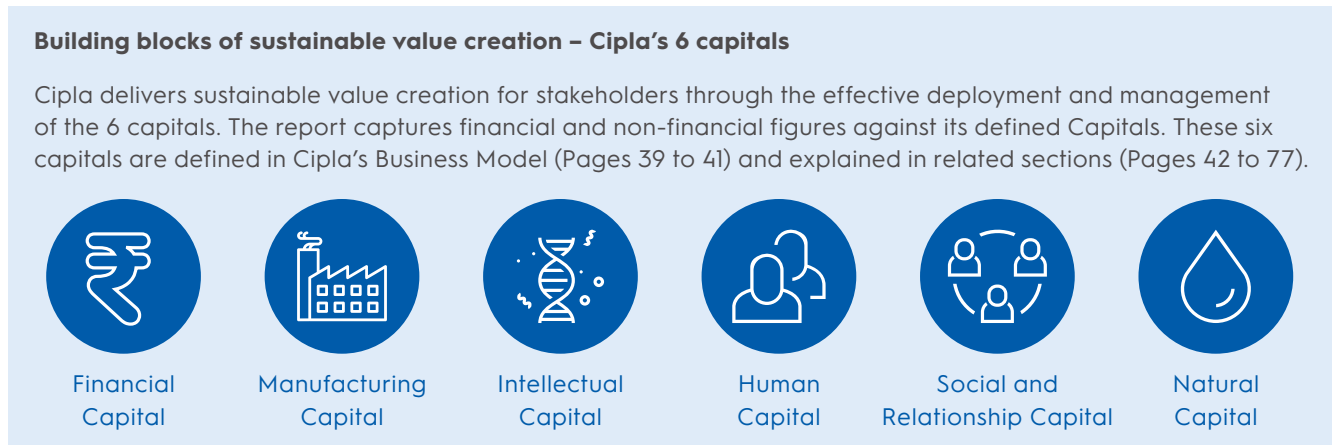 Building blocks of sustainable value creation – Cipla's 6 capitals
Cipla delivers sustainable value creation for stakeholders through the effective deployment and management
of the 6 capitals. The report captures financial and non-financial figures against its defined Capitals. These six
capitals are defined in Cipla's Business Model (Pages 39 to 41) and explained in related sections (Pages 42 to 77).
Financial
Capital
Manufacturing
Capital
Intellectual
Capital
Human
Capital
Social and
Relationship Capital
Natural
Capital